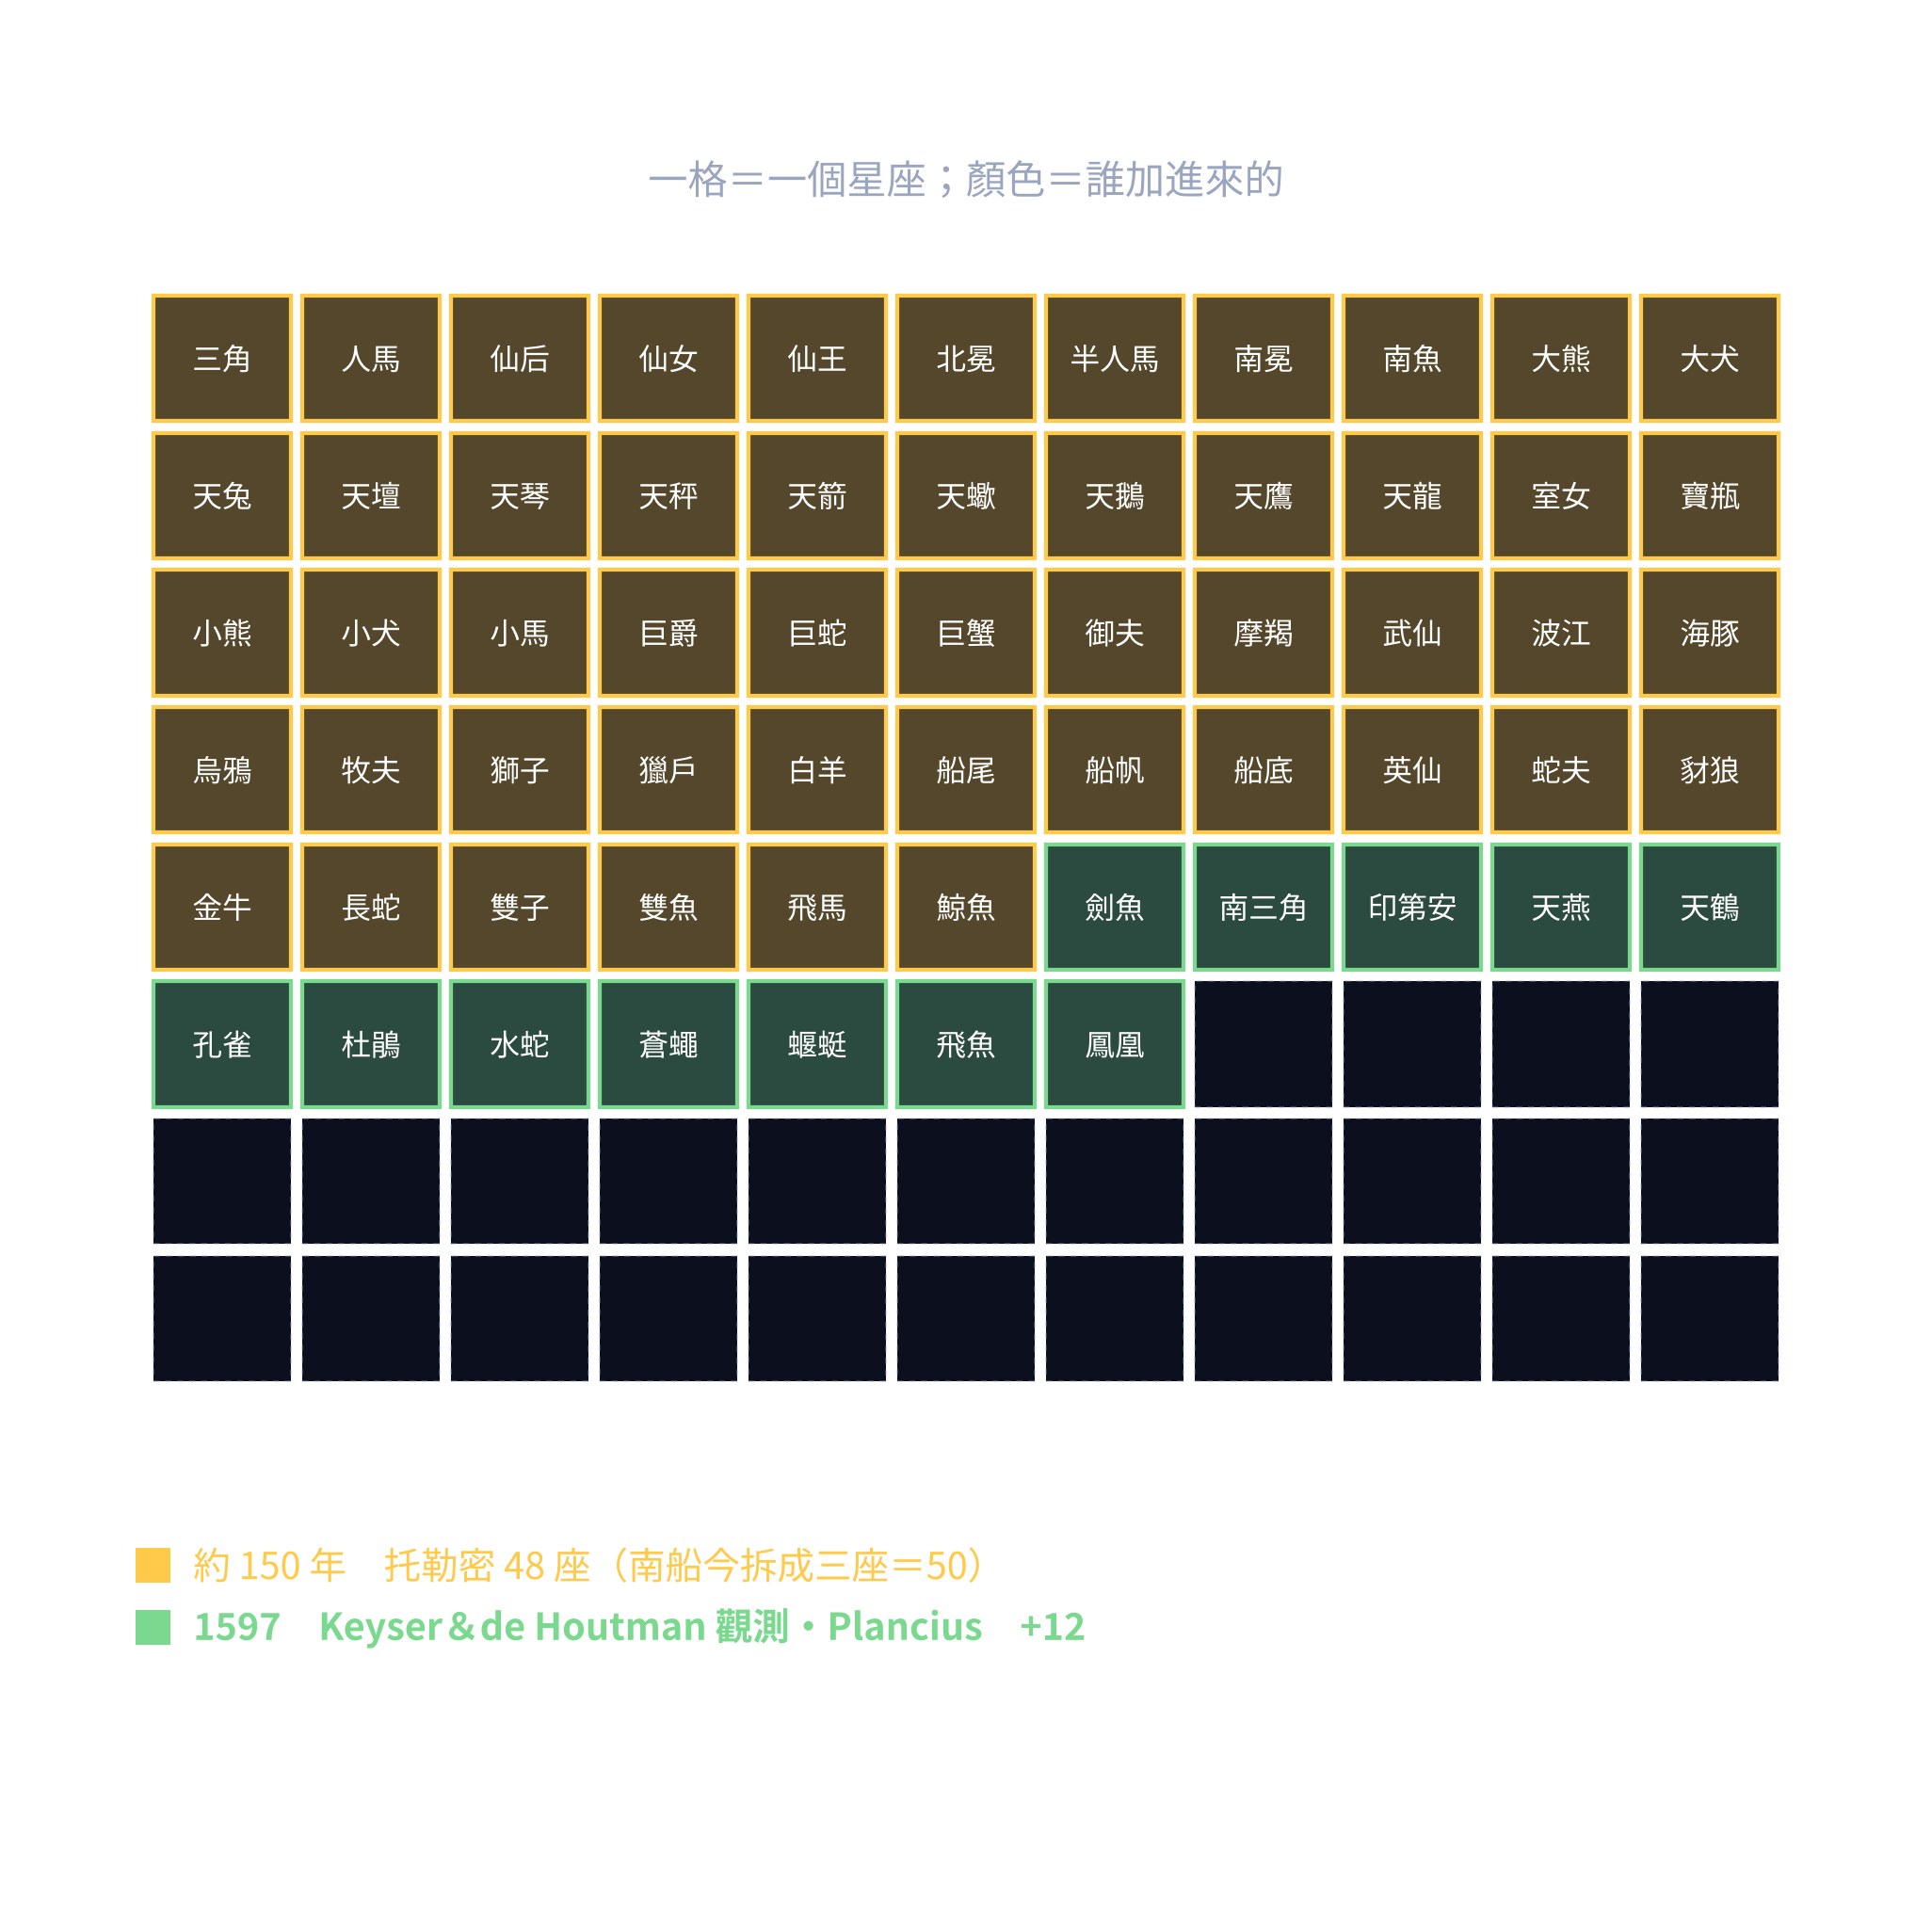 一格＝一個星座；顏色＝誰加進來的
三角 人馬 仙后 仙女 仙王 北冕 半人馬 南冕 南魚 大熊 大犬
天兔 天壇 天琴 天秤 天箭 天蠍 天鵝 天鷹 天龍 室女 寶瓶
小熊 小犬 小馬 巨爵 巨蛇 巨蟹 御夫 摩羯 武仙 波江 海豚
烏鴉 牧夫 獅子 獵戶 白羊 船尾 船帆 船底 英仙 蛇夫 豺狼
金牛 長蛇 雙子 雙魚 飛馬 鯨魚 劍魚 南三角 印第安 天燕 天鶴
孔雀 杜鵑 水蛇 蒼蠅 蝘蜓 飛魚 鳳凰
約 150 年　托勒密 48 座（南船今拆成三座＝50）
1597　Keyser＆de Houtman 觀測・Plancius　+12